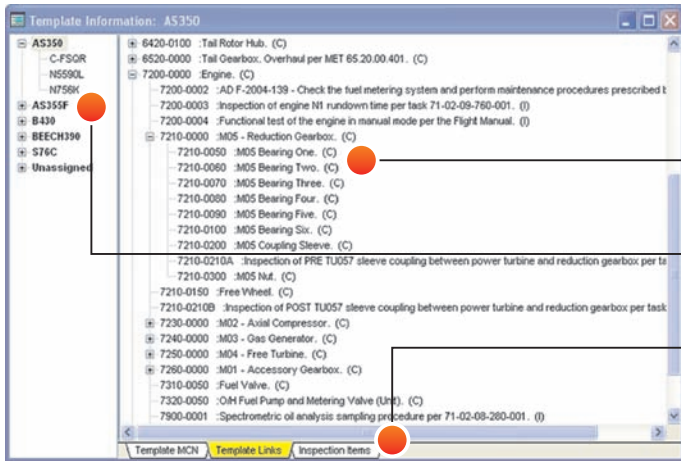 Template Information: AS350
AS350
C-FSQR
N5590L
N756K
AS355F
B430
BEECH390
S76C
Unassigned
6420-0100 :Tail Rotor Hub. (C)
6520-0000 :Tail Gearbox. Overhaul per MET 65.20.00.401. (C)
7200-0000 :Engine. (C)
7200-0002 :AD F-2004-139 - Check the fuel metering system and perform maintenance procedures prescribed b
7200-0003 :Inspection of engine N1 rundown time per task 71-02-09-760-001. (I)
7200-0004 :Functional test of the engine in manual mode per the Flight Manual. (I)
7210-0000 :M05 - Reduction Gearbox. (C)
7210-0050 :M05 Bearing One. (C)
7210-0060 :M05 Bearing Two. (C)
7210-0070 :M05 Bearing Three. (C)
7210-0080 :M05 Bearing Four. (C)
7210-0090 :M05 Bearing Five. (C)
7210-0100 :M05 Bearing Six. (C)
7210-0200 :M05 Coupling Sleeve. (C)
7210-0210A :Inspection of PRE TU057 sleeve coupling between power turbine and reduction gearbox per ta
7210-0300 :M05 Nut. (C)
7210-0150 :Free Wheel. (C)
7210-0210B :Inspection of POST TU057 sleeve coupling between power turbine and reduction gearbox per task
7230-0000 :M02 - Axial Compressor. (C)
7240-0000 :M03 - Gas Generator. (C)
7250-0000 :M04 - Free Turbine. (C)
7260-0000 :M01 - Accessory Gearbox. (C)
7310-0050 :Fuel Valve. (C)
7320-0050 :O/H Fuel Pump and Metering Valve (Unit). (C)
7900-0001 :Spectrometric oil analysis sampling procedure per 71-02-08-280-001. (I)
Template MCN
Template Links
Inspection Items